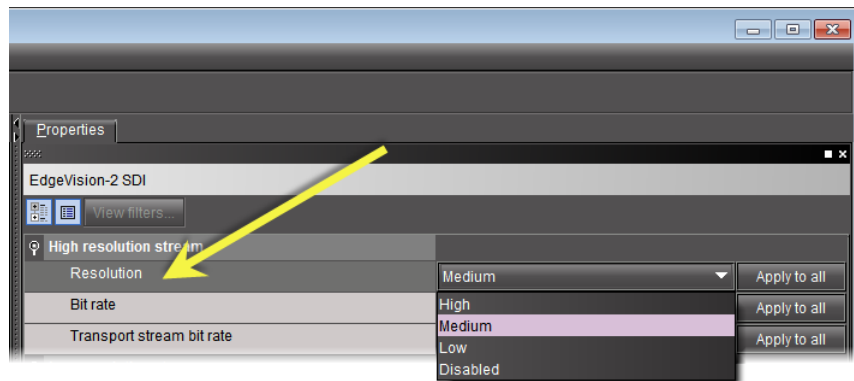 Properties
EdgeVision-2 SDI
View filters...
High resolution stream
Resolution
Medium
Apply to all
Bit rate
High
Apply to all
Medium
Transport stream bit rate
Apply to all
Low
Disabled